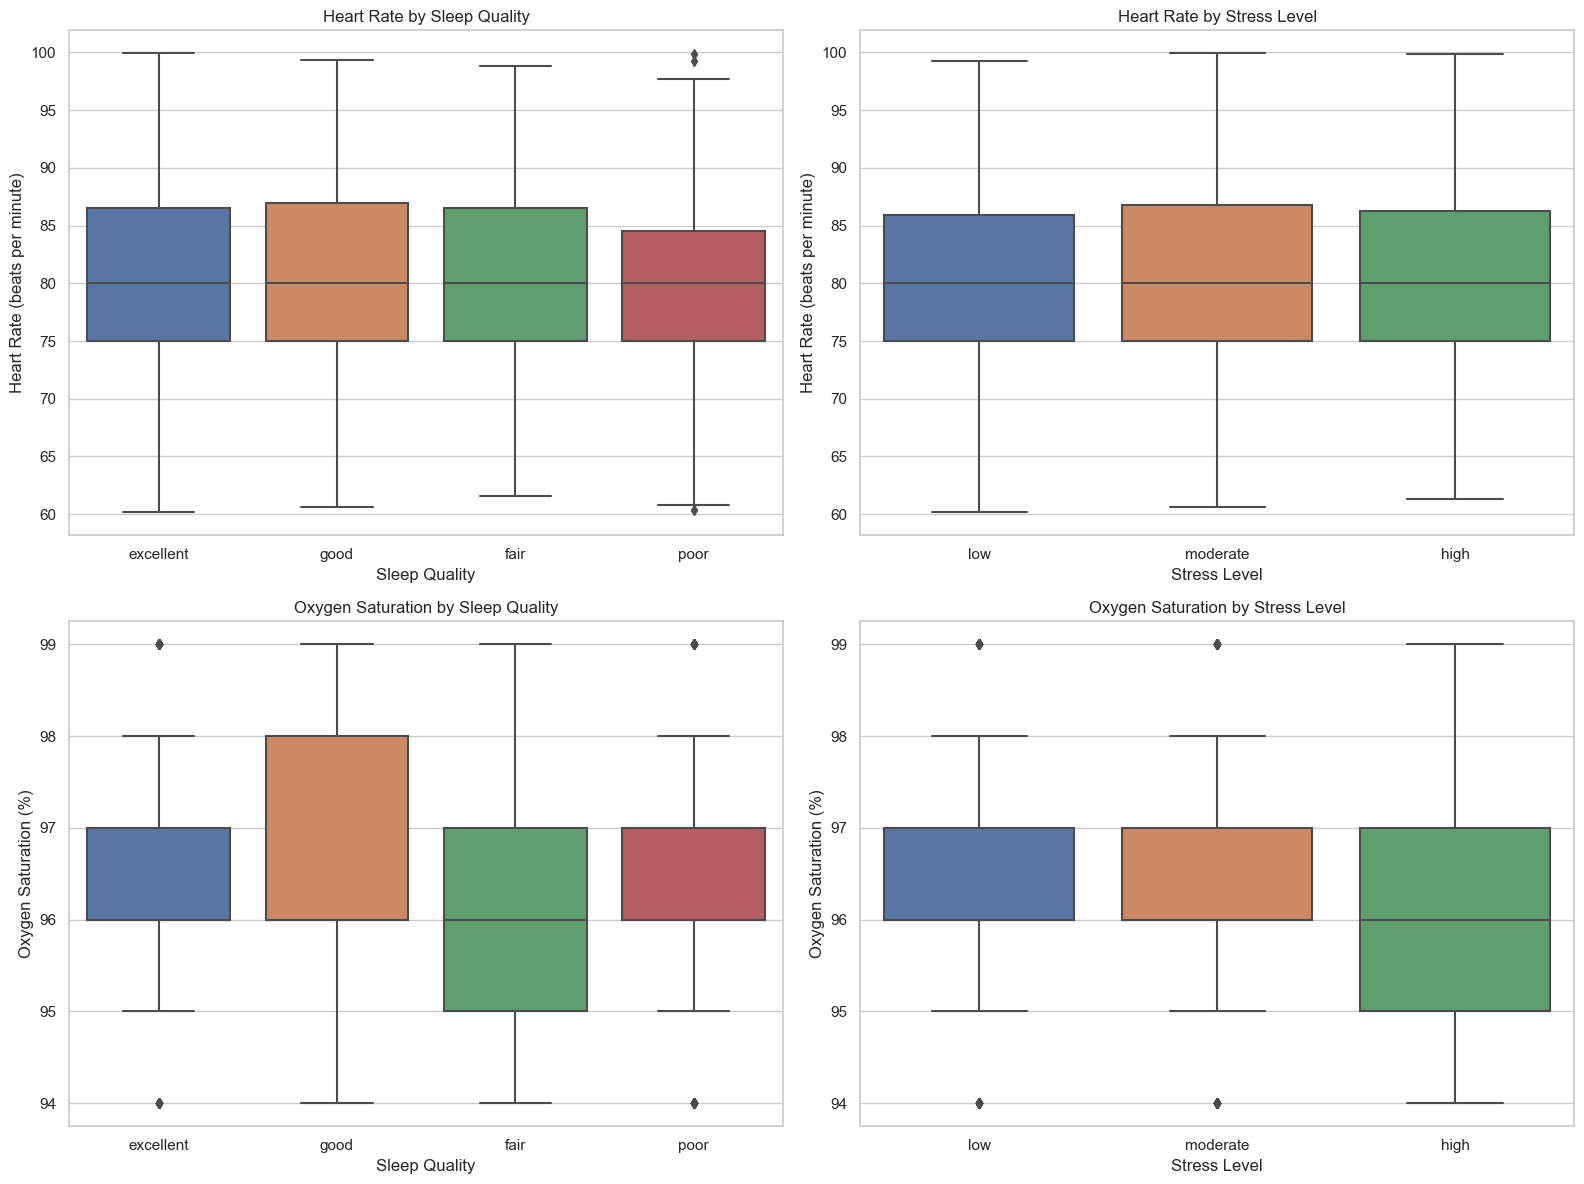 Heart Rate by Sleep Quality
Heart Rate (beats per minute)
100
95
90
85
80
75
70
65
60
excellent good fair poor
Sleep Quality
Heart Rate by Stress Level
Heart Rate (beats per minute)
100
95
90
85
80
75
70
65
60
low moderate high
Stress Level
Oxygen Saturation by Sleep Quality
Oxygen Saturation (%)
99
98
97
96
95
94
excellent good fair poor
Sleep Quality
Oxygen Saturation by Stress Level
Oxygen Saturation (%)
99
98
97
96
95
94
low moderate high
Stress Level